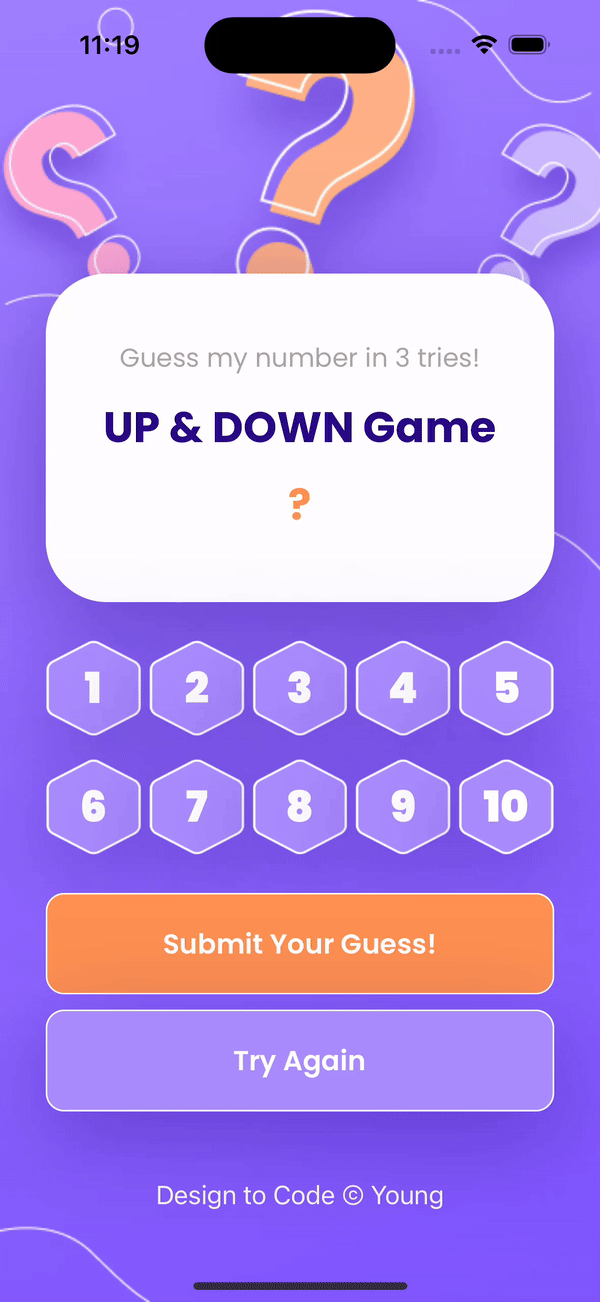 11:19
Guess my number in 3 tries!
UP & DOWN Game
?
1 2 3 4 5
6 7 8 9 10
Submit Your Guess!
Try Again
Design to Code © Young